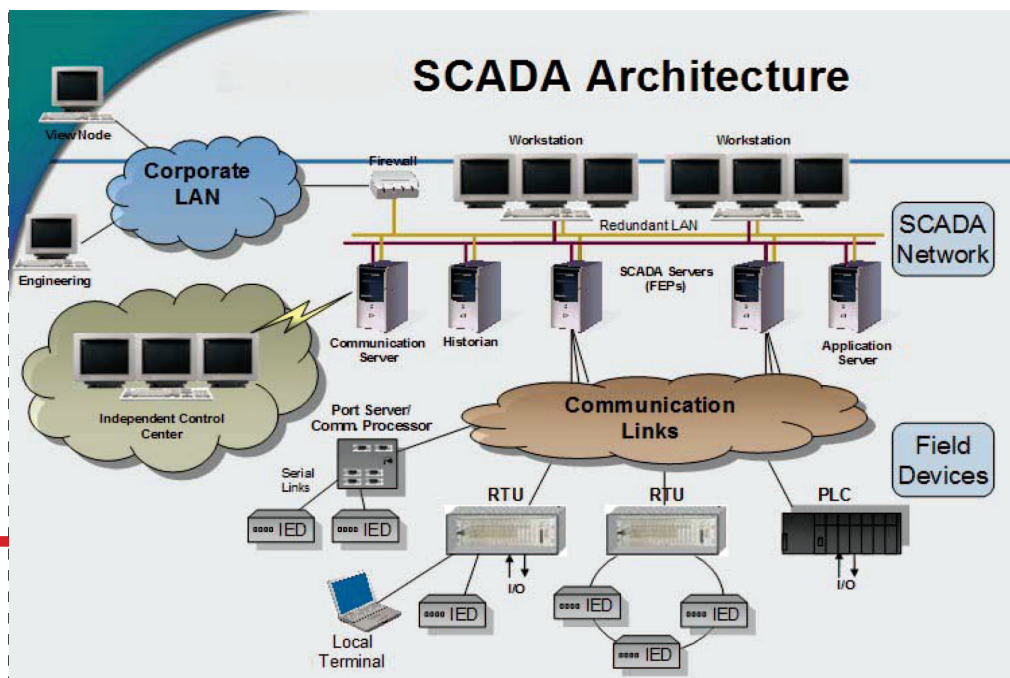 SCADA Architecture
View Node
Corporate
LAN
Firewall
Workstation
Workstation
Redundant LAN
SCADA
Network
Engineering
SCADA Servers
(FEPs)
Communication
Server
Historian
Application
Server
Independent Control
Center
Port Server/
Comm. Processor
Communication
Links
Field
Devices
Serial
Links
IED
IED
RTU
RTU
PLC
I/O
I/O
IED
IED
IED
IED
Local
Terminal